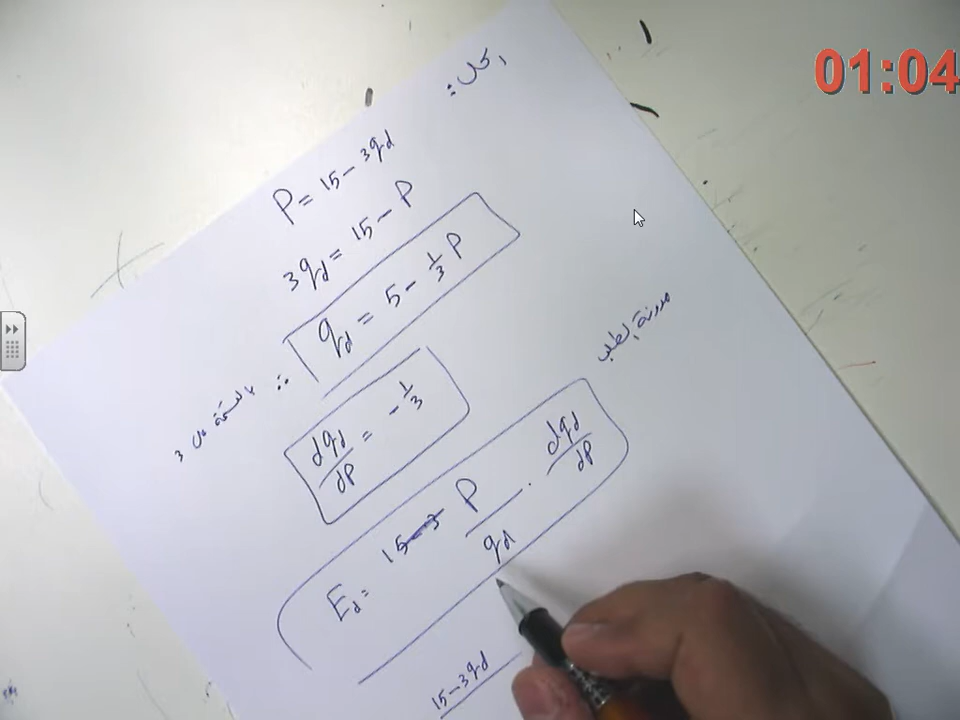 01:04
الحل:
P = 15 - 3qd
3qd = 15 - P
بالقسمة على 3 ∴ qd = 5 - 1/3 P
مرونة الطلب
dqd/dP = - 1/3
Ed = P/qd · dqd/dP
15 - 3qd